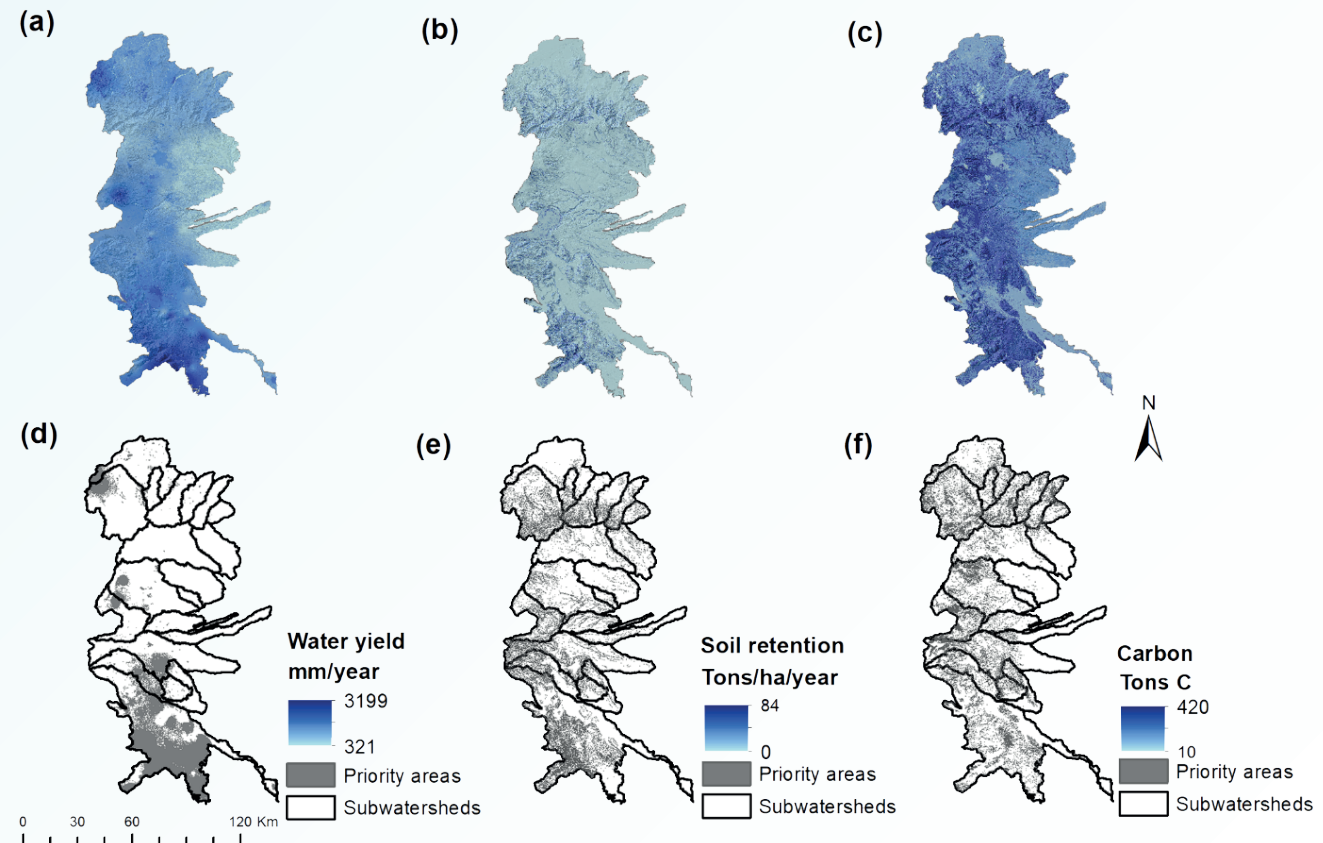 (a)
(b)
(c)
N
(d)
(e)
(f)
Water yield
mm/year
3199
321
Priority areas
Subwatersheds
Soil retention
Tons/ha/year
84
0
Priority areas
Subwatersheds
Carbon
Tons C
420
10
Priority areas
Subwatersheds
0 30 60 120 Km